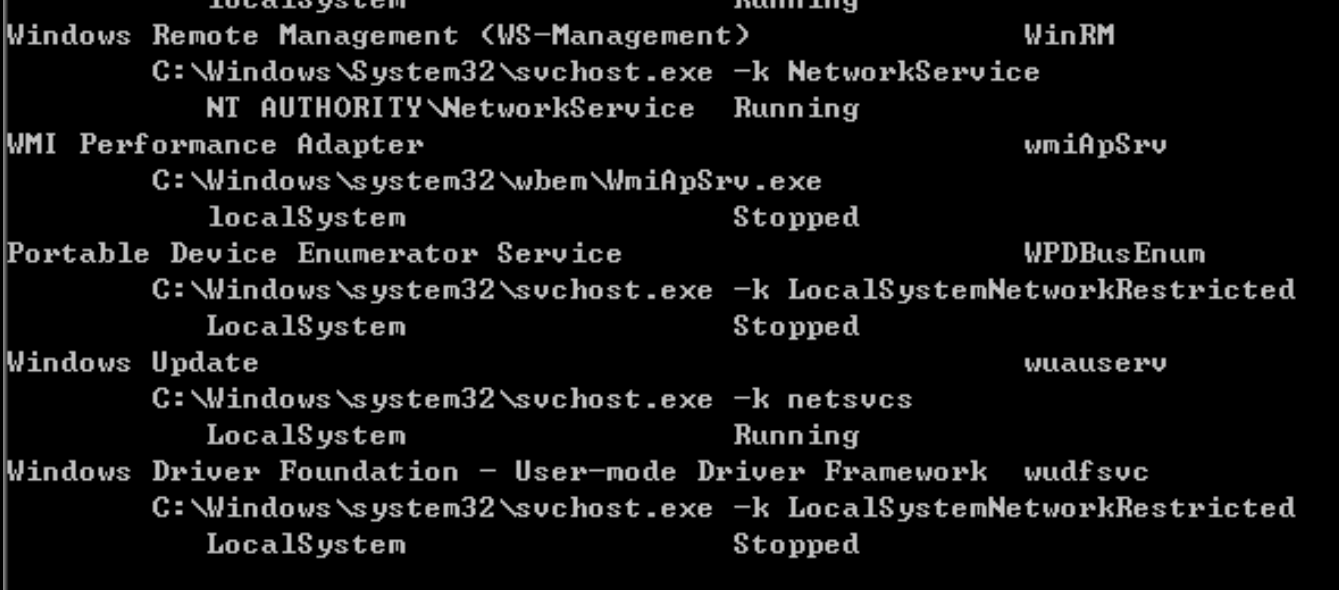 localSystem Running
Windows Remote Management (WS-Management) WinRM
C:\Windows\System32\svchost.exe -k NetworkService
NT AUTHORITY\NetworkService Running
WMI Performance Adapter wmiApSrv
C:\Windows\system32\wbem\WmiApSrv.exe
localSystem Stopped
Portable Device Enumerator Service WPDBusEnum
C:\Windows\system32\svchost.exe -k LocalSystemNetworkRestricted
LocalSystem Stopped
Windows Update wuauserv
C:\Windows\system32\svchost.exe -k netsvcs
LocalSystem Running
Windows Driver Foundation - User-mode Driver Framework wudfsvc
C:\Windows\system32\svchost.exe -k LocalSystemNetworkRestricted
LocalSystem Stopped